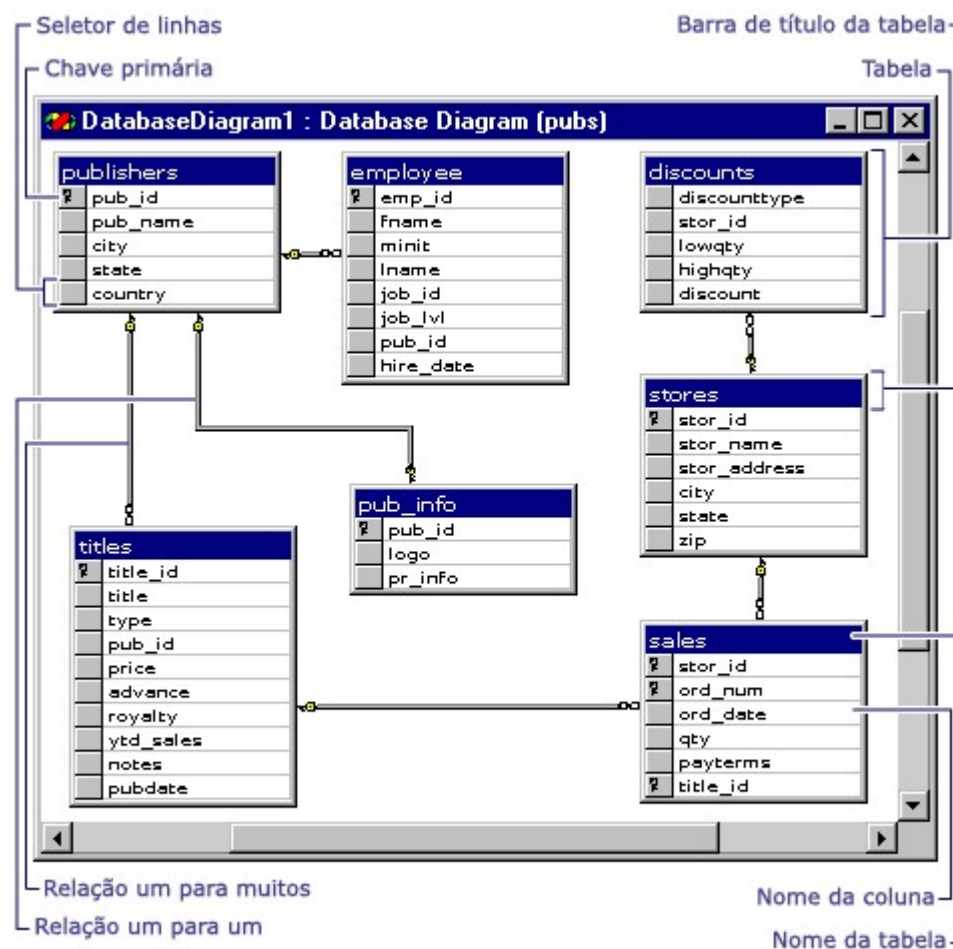 Seletor de linhas
Barra de título da tabela
Chave primária
Tabela
DatabaseDiagram1 : Database Diagram (pubs)
publishers
pub_id
pub_name
city
state
country
employee
emp_id
fname
minit
lname
job_id
job_lvl
pub_id
hire_date
discounts
discounttype
stor_id
lowqty
highqty
discount
stores
stor_id
stor_name
stor_address
city
state
zip
pub_info
pub_id
logo
pr_info
titles
title_id
title
type
pub_id
price
advance
royalty
ytd_sales
notes
pubdate
sales
stor_id
ord_num
ord_date
qty
payterms
title_id
Relação um para muitos
Nome da coluna
Relação um para um
Nome da tabela